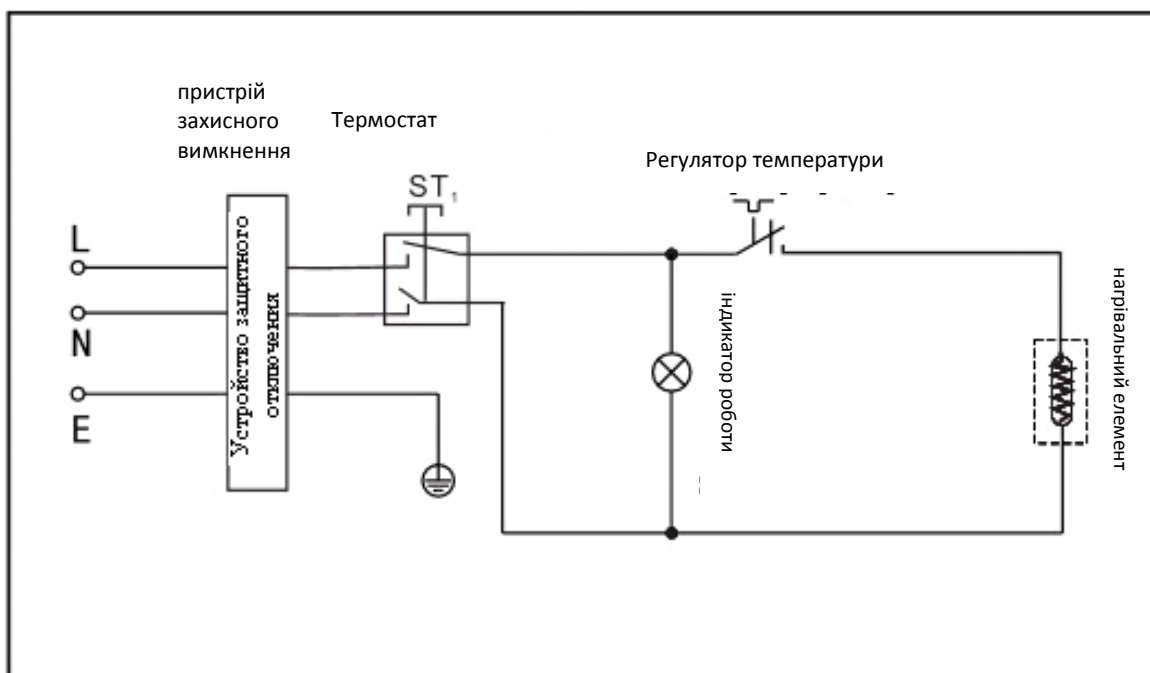 пристрій
захисного
вимкнення
Термостат
Регулятор температури
ST₁
L
N
E
Устройство защитного
отключения
індикатор роботи
нагрівальний елемент